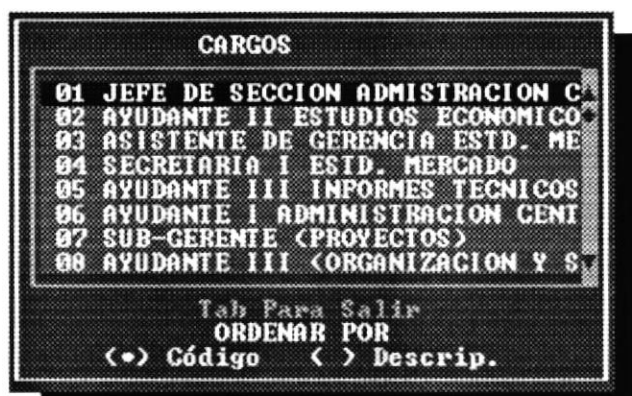 CARGOS
01 JEFE DE SECCION ADMISTRACION C
02 AYUDANTE II ESTUDIOS ECONOMICO
03 ASISTENTE DE GERENCIA ESTD. ME
04 SECRETARIA I ESTD. MERCADO
05 AYUDANTE III INFORMES TECNICOS
06 AYUDANTE I ADMINISTRACION CENT
07 SUB-GERENTE (PROYECTOS)
08 AYUDANTE III (ORGANIZACION Y S
Tab Para Salir
ORDENAR POR
(•) Código ( ) Descrip.